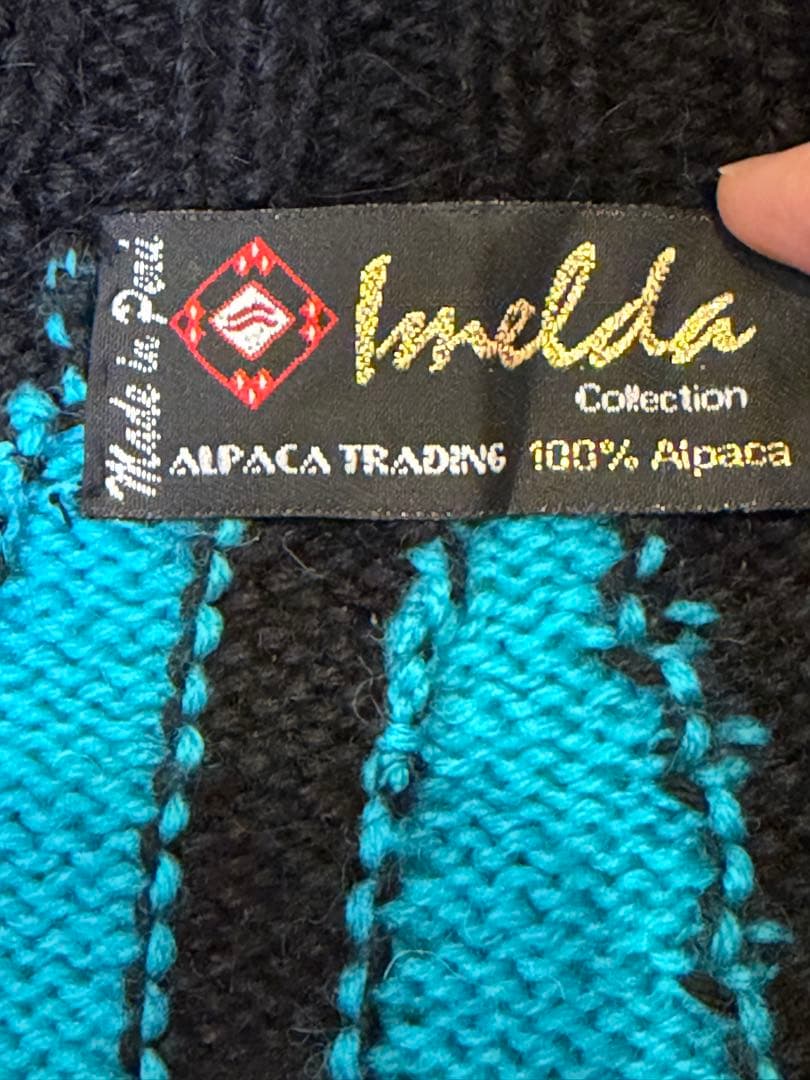 Made in Perú
Imelda
Collection
ALPACA TRADING 100% Alpaca